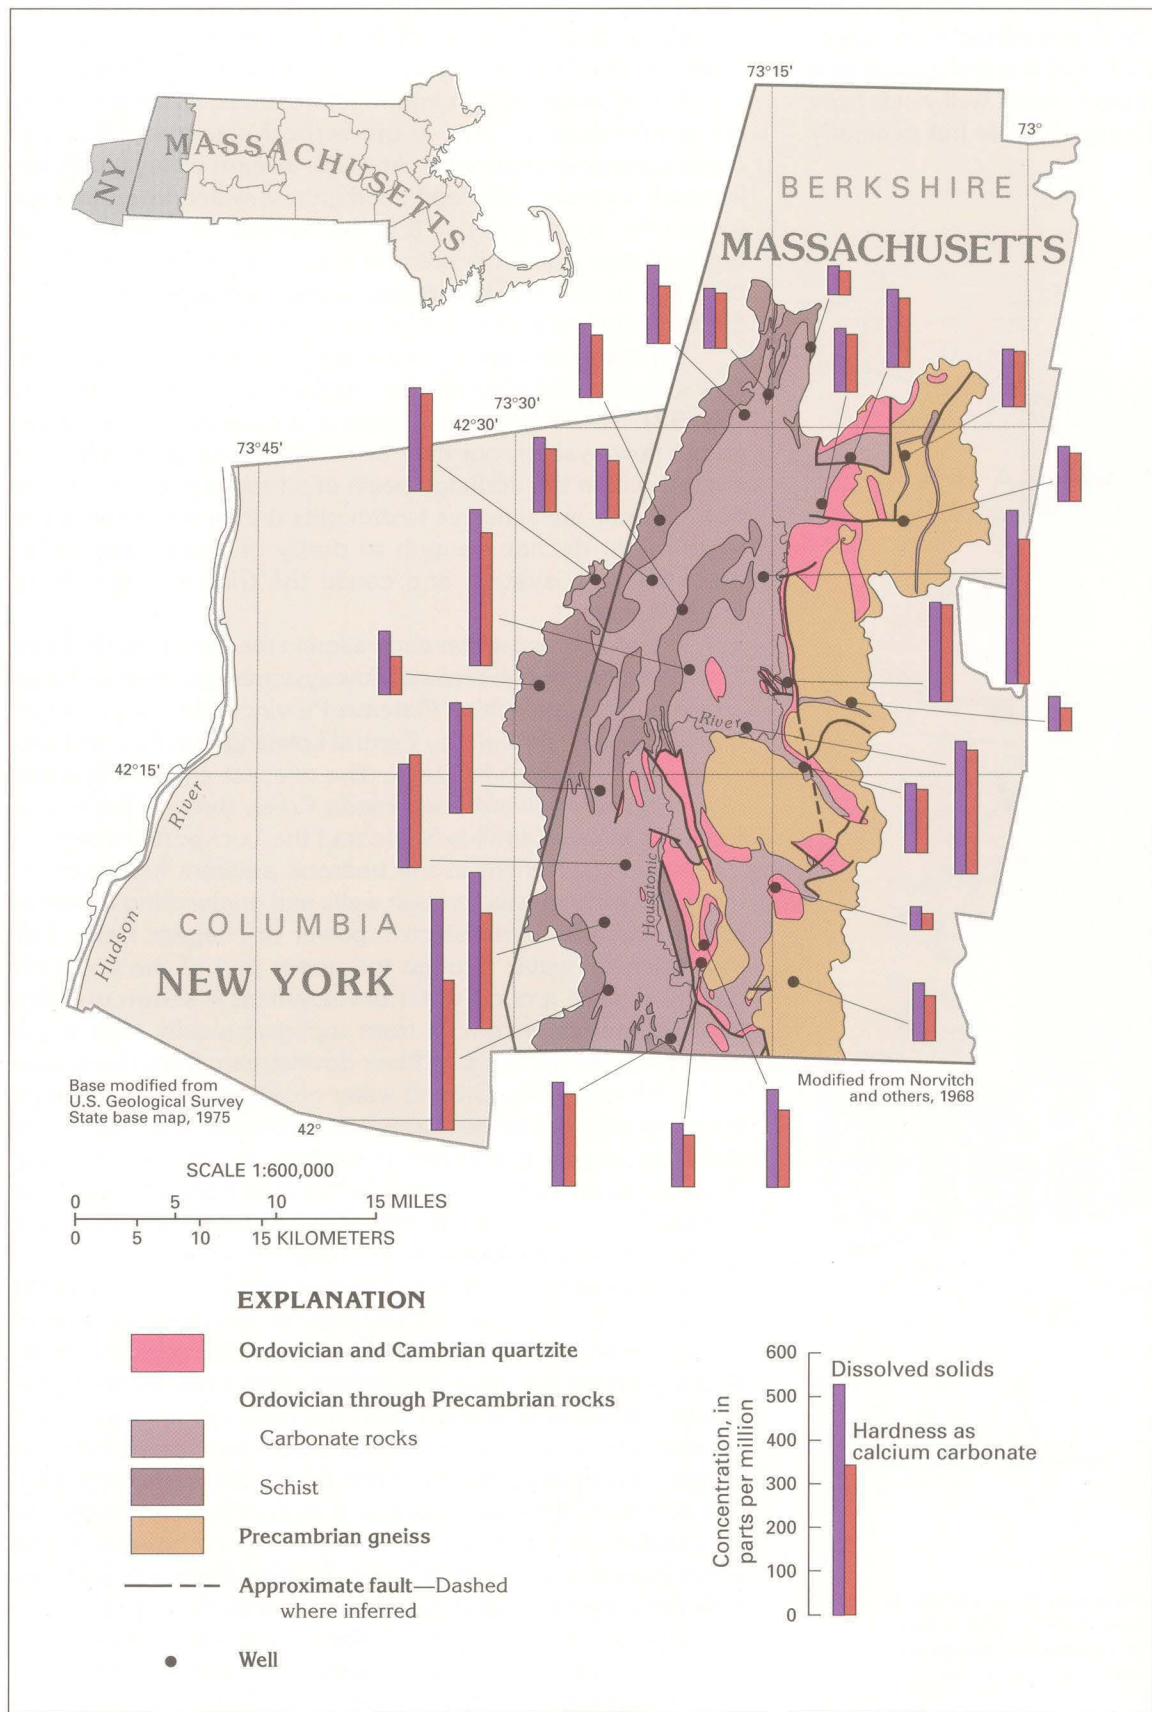 73°15'
73°
MASSACHUSETTS
NY
BERKSHIRE
MASSACHUSETTS
73°30'
42°30'
73°45'
River
42°15'
River
Hudson
Housatonic
COLUMBIA
NEW YORK
Base modified from
U.S. Geological Survey
State base map, 1975
Modified from Norvitch
and others, 1968
42°
SCALE 1:600,000
0 5 10 15 MILES
0 5 10 15 KILOMETERS
EXPLANATION
Ordovician and Cambrian quartzite
Ordovician through Precambrian rocks
Carbonate rocks
Schist
Precambrian gneiss
Approximate fault—Dashed
where inferred
Well
600
500
400
300
200
100
0
Concentration, in
parts per million
Dissolved solids
Hardness as
calcium carbonate